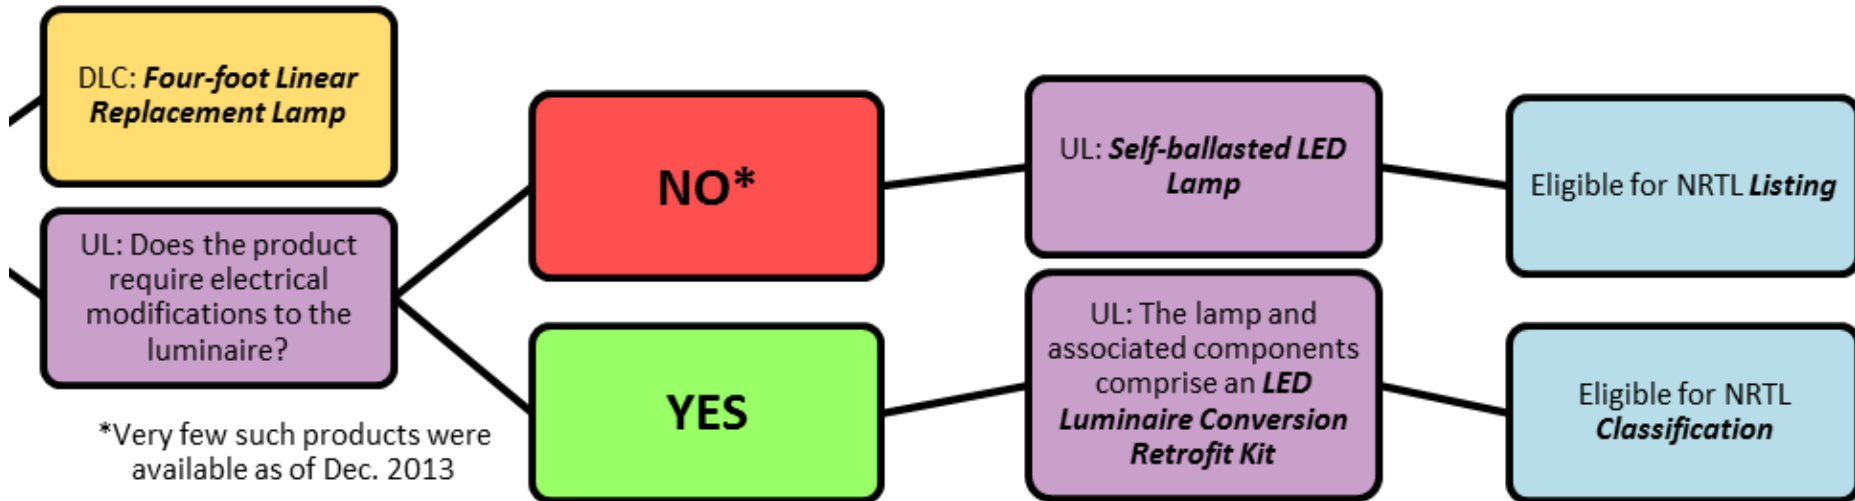 DLC: Four-foot Linear
Replacement Lamp
UL: Does the product
require electrical
modifications to the
luminaire?
*Very few such products were
available as of Dec. 2013
NO*
YES
UL: Self-ballasted LED
Lamp
UL: The lamp and
associated components
comprise an LED
Luminaire Conversion
Retrofit Kit
Eligible for NRTL Listing
Eligible for NRTL
Classification